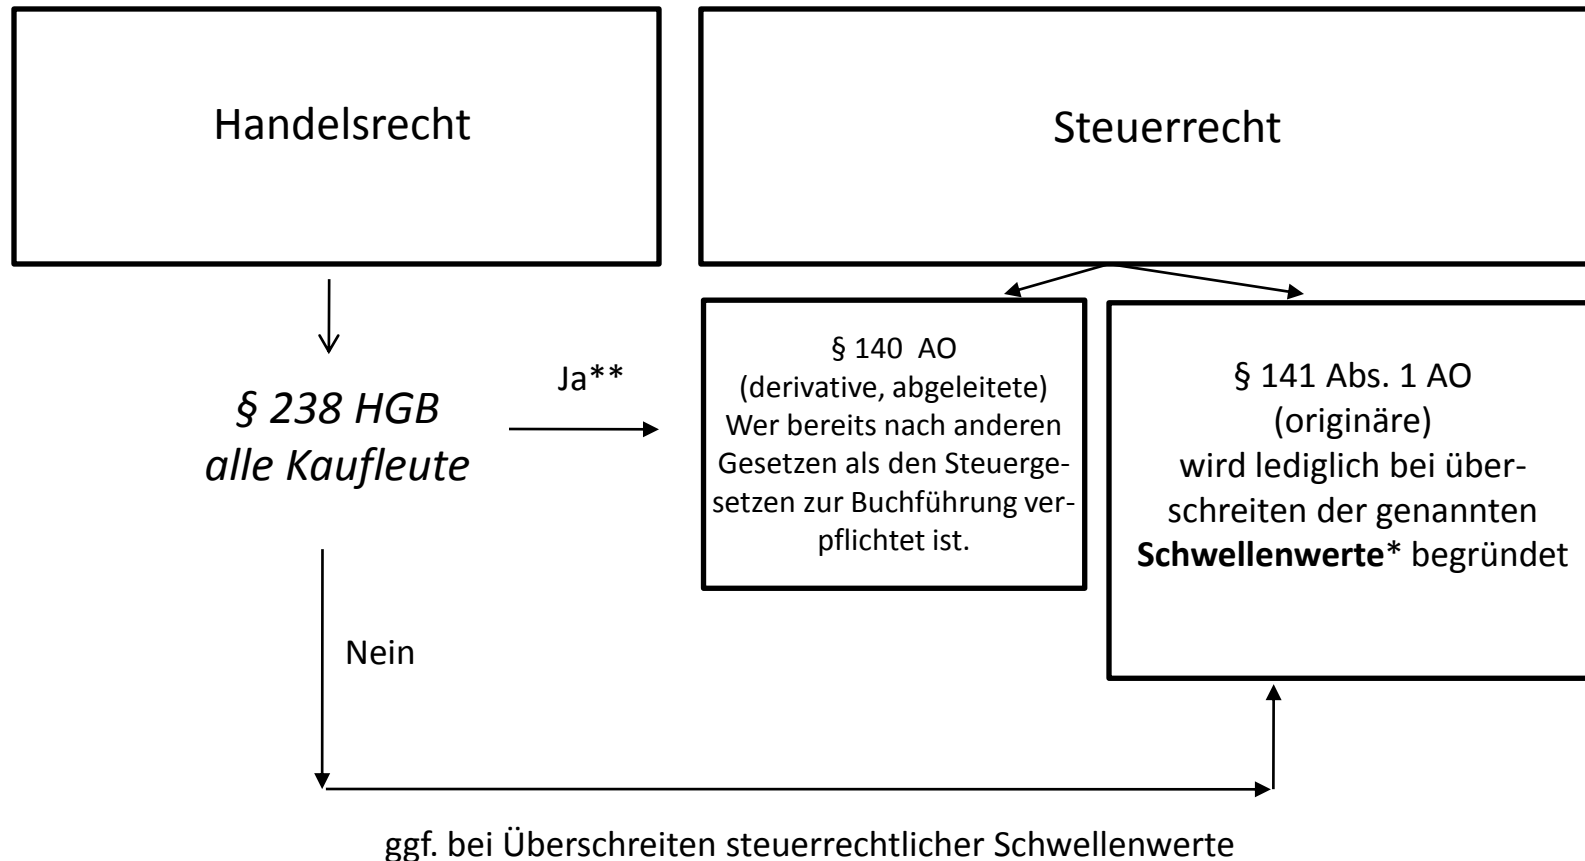 Handelsrecht
Steuerrecht
§ 238 HGB
alle Kaufleute
Ja**
§ 140  AO
(derivative, abgeleitete)
Wer bereits nach anderen
Gesetzen als den Steuerge-
setzen zur Buchführung ver-
pflichtet ist.
§ 141 Abs. 1 AO
(originäre)
wird lediglich bei über-
schreiten der genannten
Schwellenwerte* begründet
Nein
ggf. bei Überschreiten steuerrechtlicher Schwellenwerte